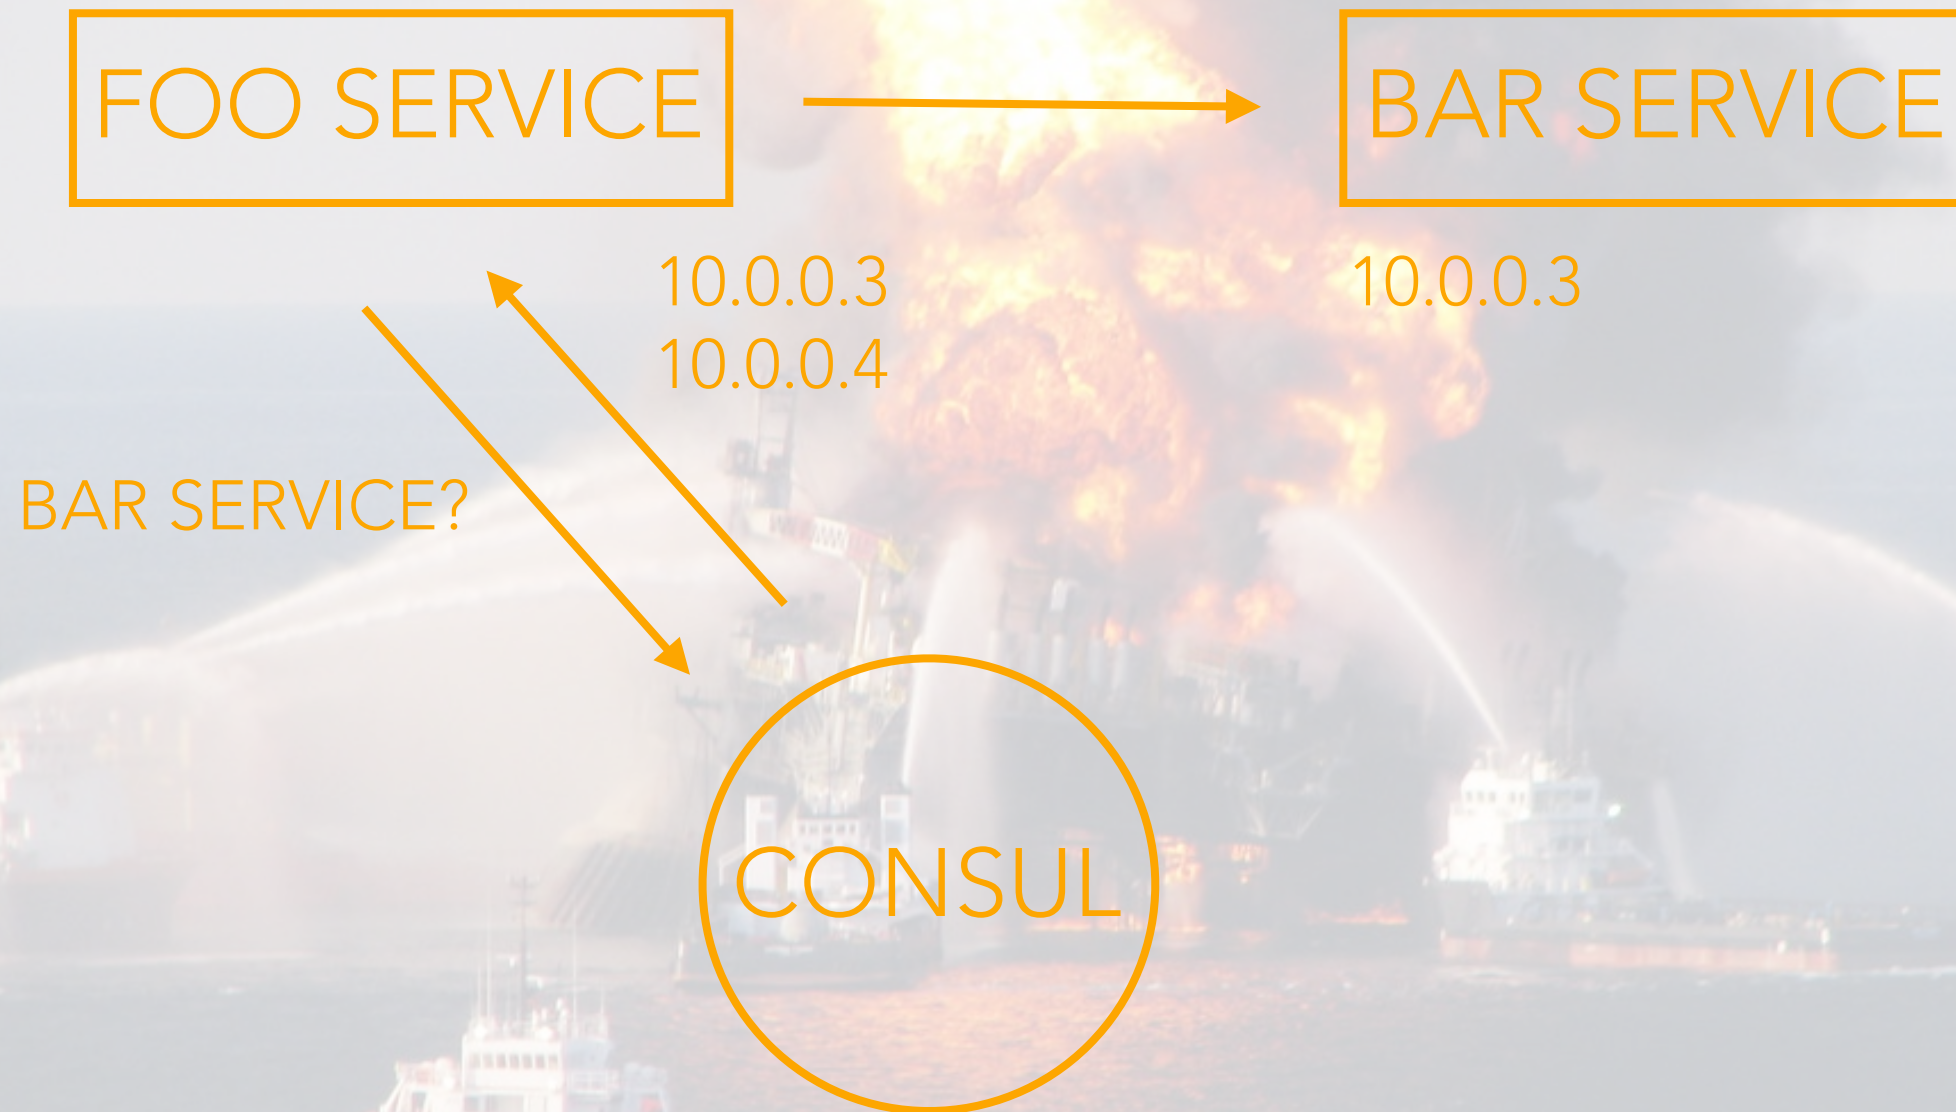 FOO SERVICE
BAR SERVICE
10.0.0.3
10.0.0.4
10.0.0.3
BAR SERVICE?
CONSUL